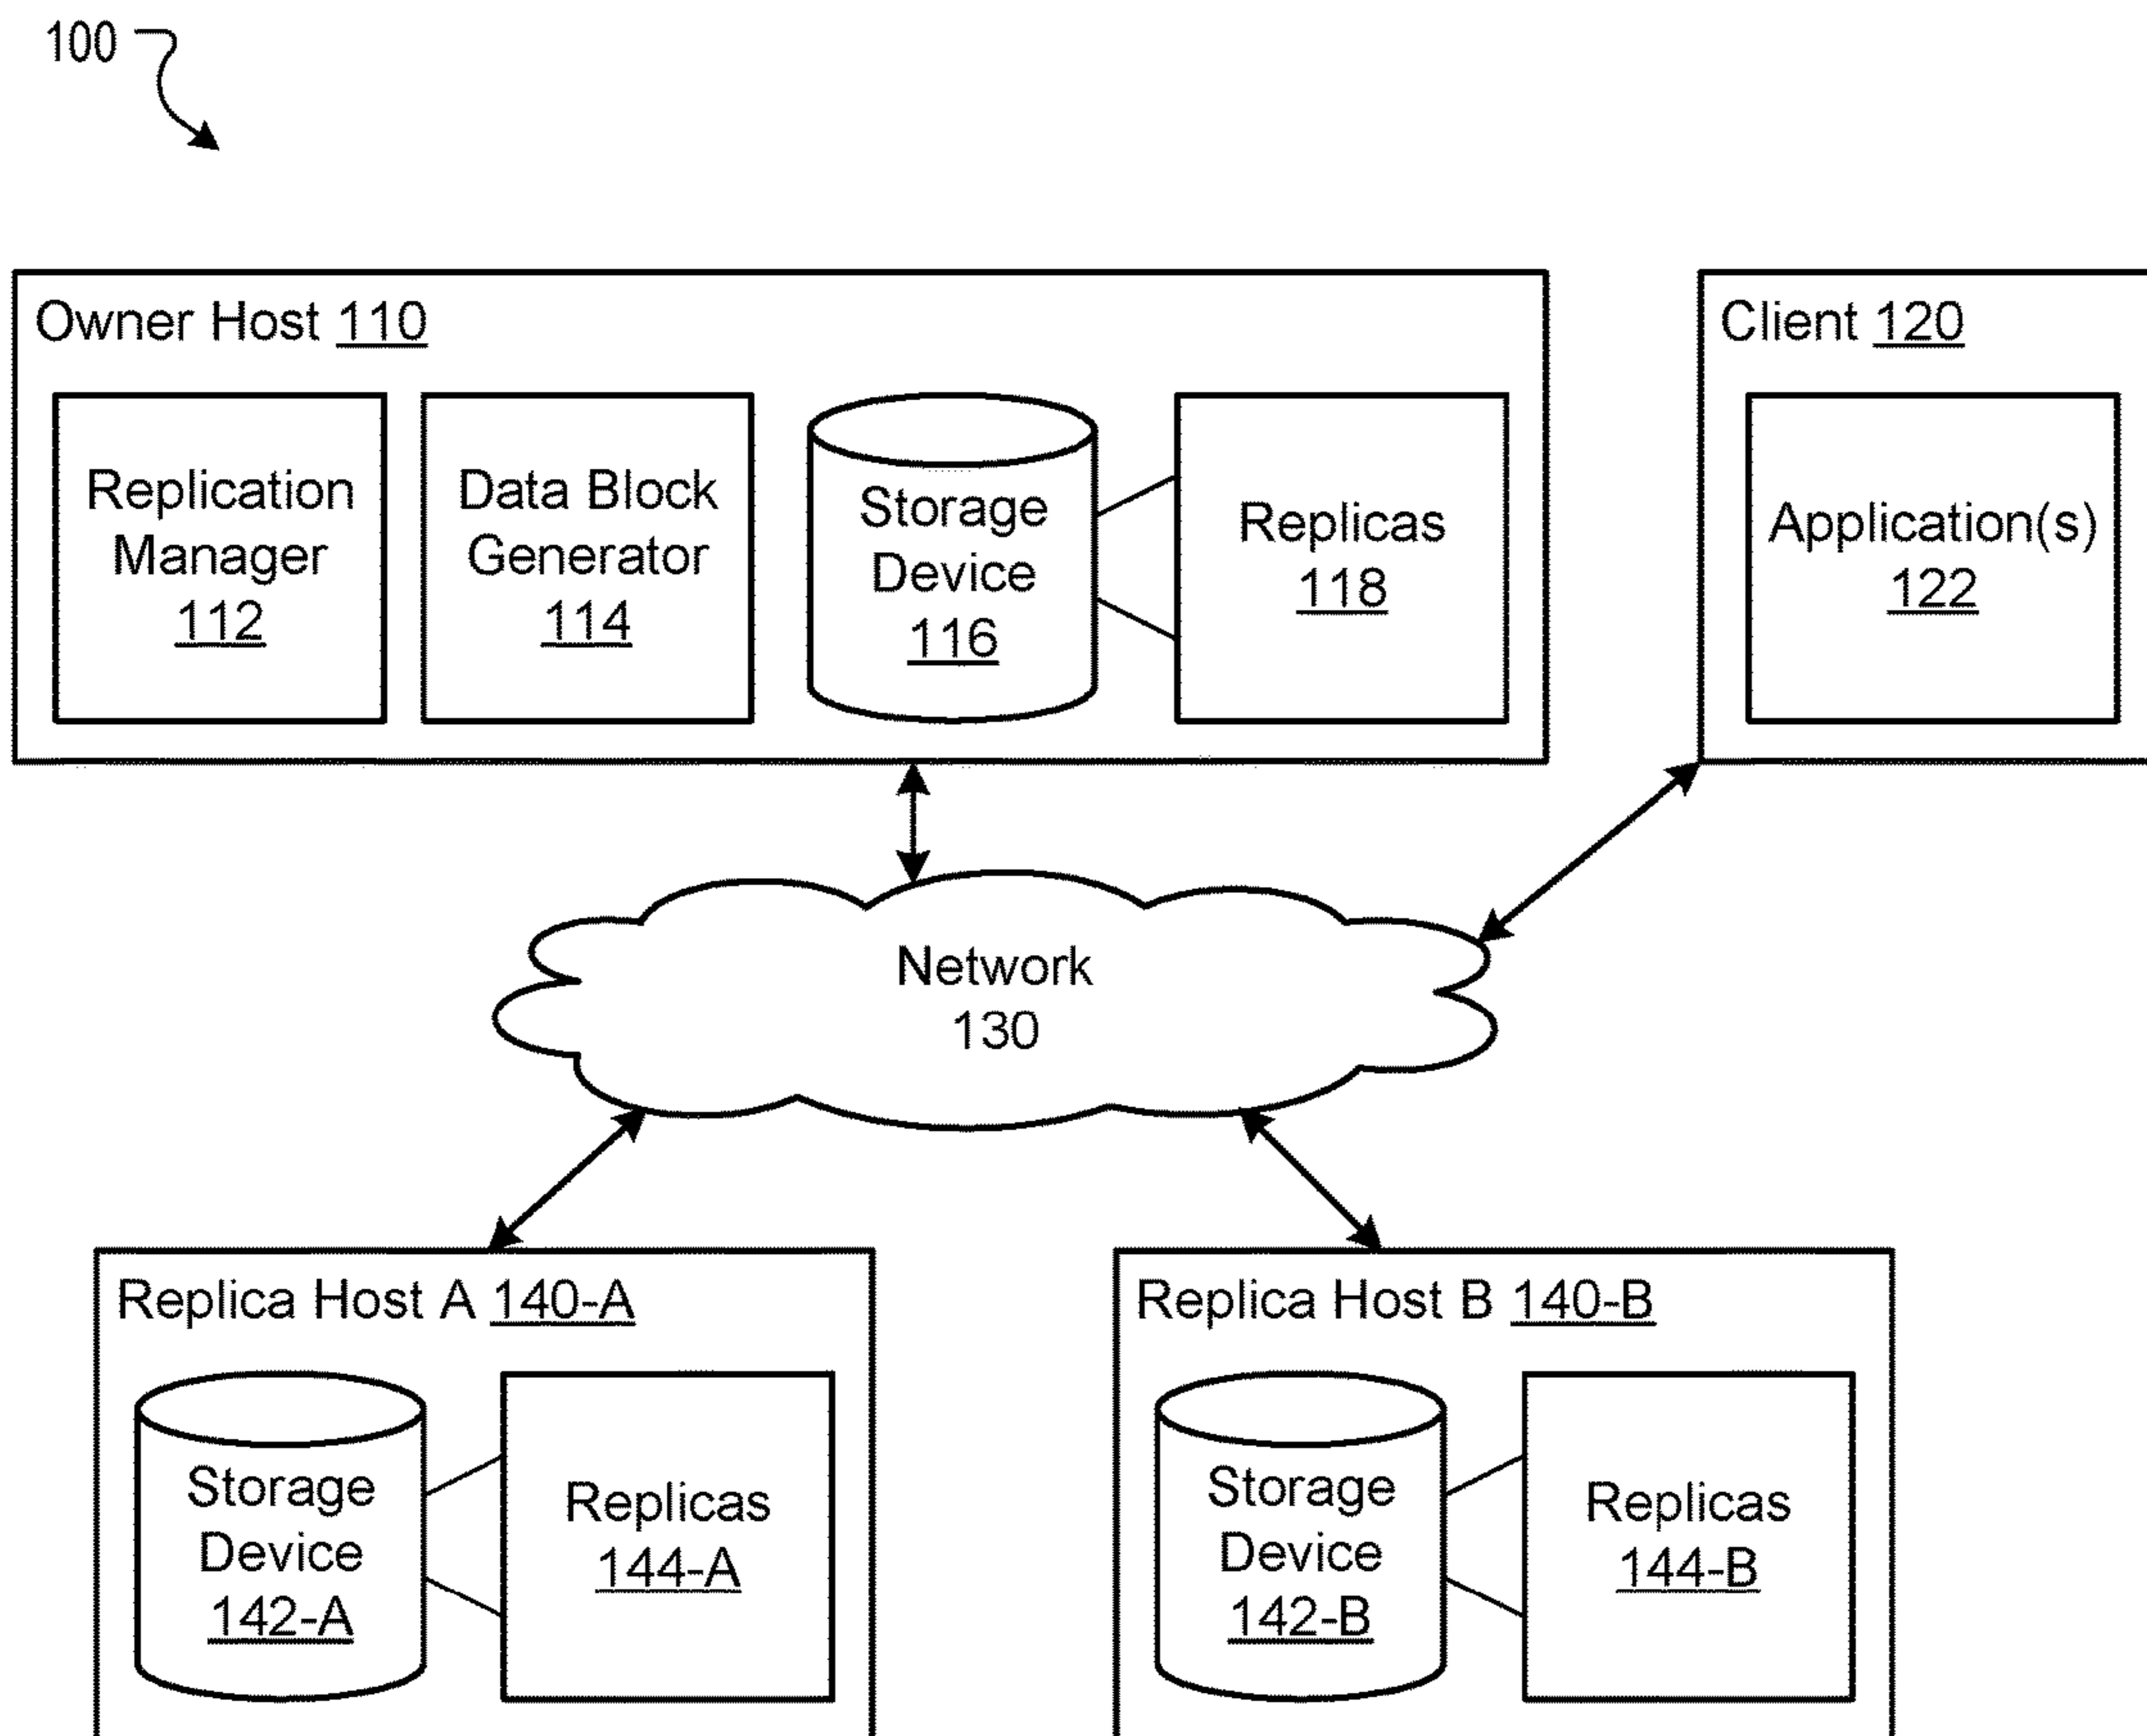 100
Owner Host 110
Replication
Manager
112
Data Block
Generator
114
Storage
Device
116
Replicas
118
Client 120
Application(s)
122
Network
130
Replica Host A 140-A
Storage
Device
142-A
Replicas
144-A
Replica Host B 140-B
Storage
Device
142-B
Replicas
144-B